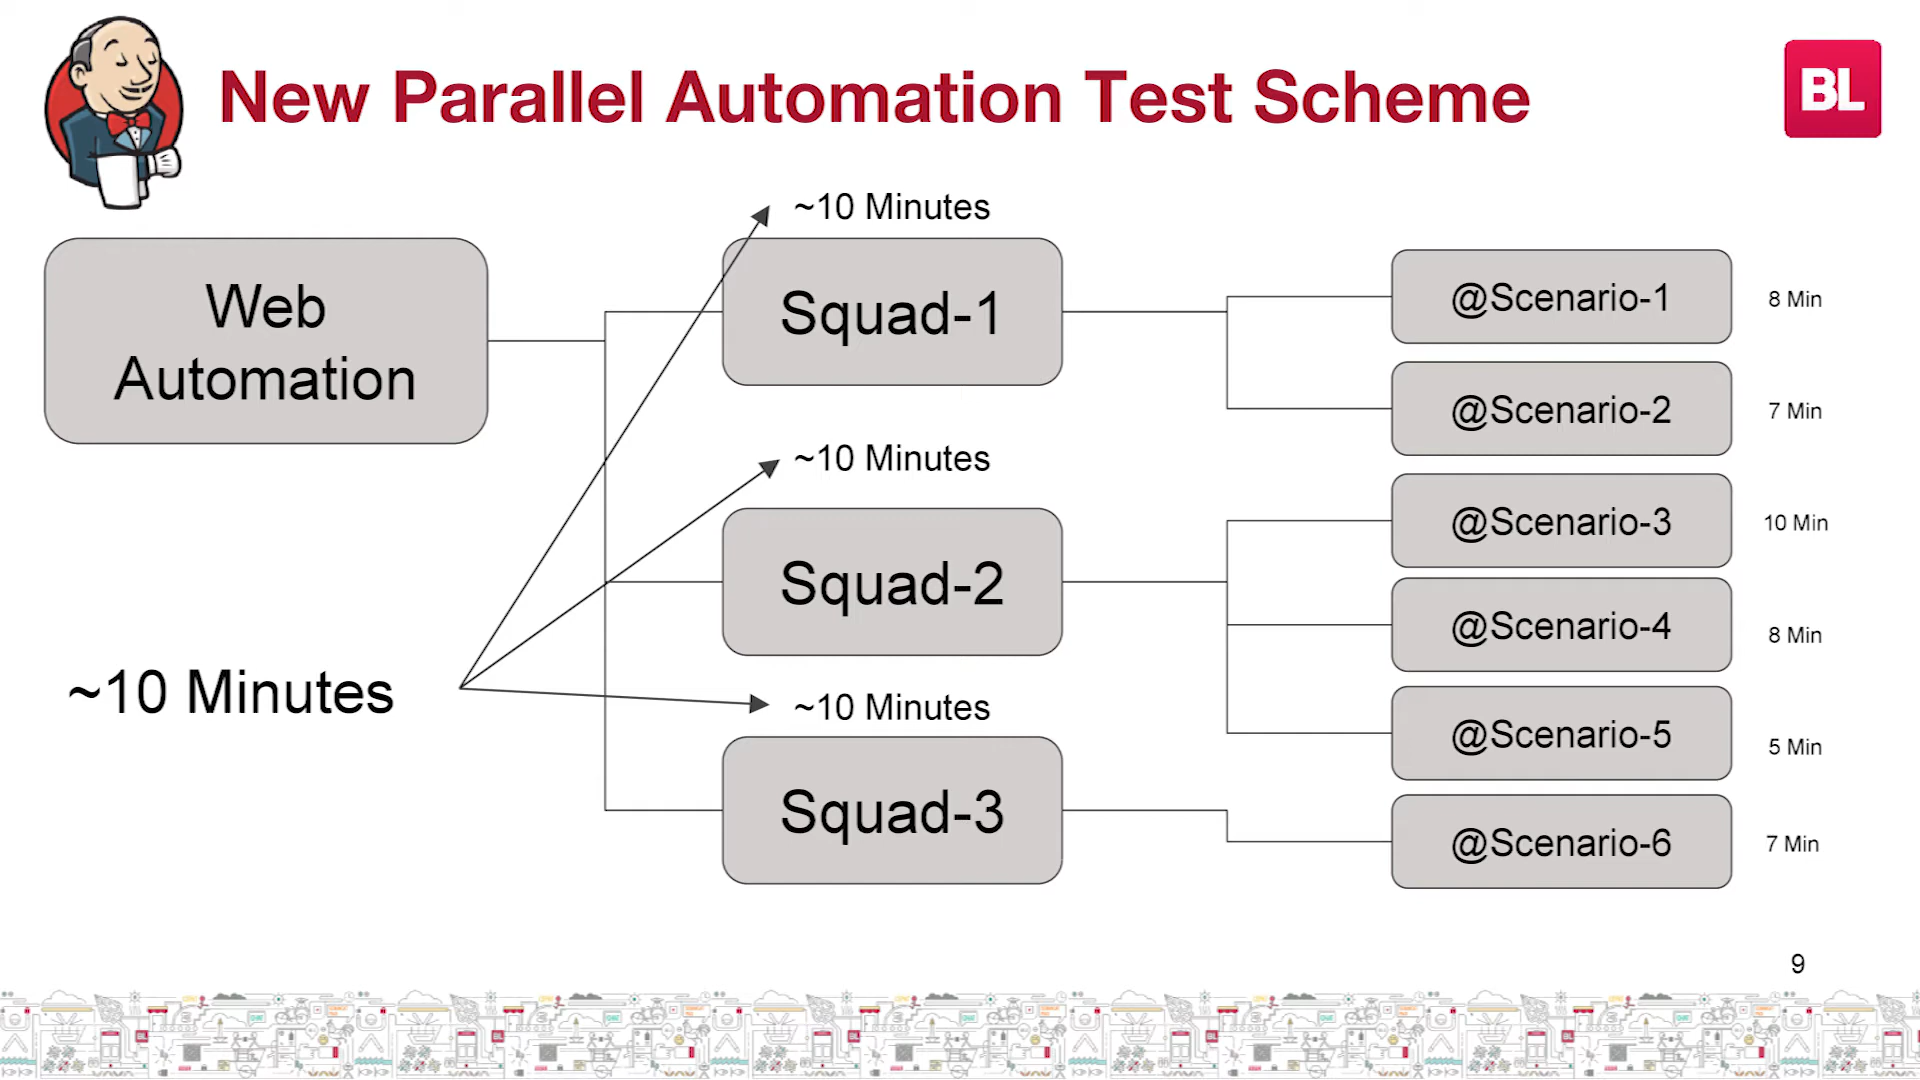 New Parallel Automation Test Scheme
BL
Web
Automation
~10 Minutes
~10 Minutes
Squad-1
~10 Minutes
Squad-2
~10 Minutes
Squad-3
@Scenario-1
8 Min
@Scenario-2
7 Min
@Scenario-3
10 Min
@Scenario-4
8 Min
@Scenario-5
5 Min
@Scenario-6
7 Min
9